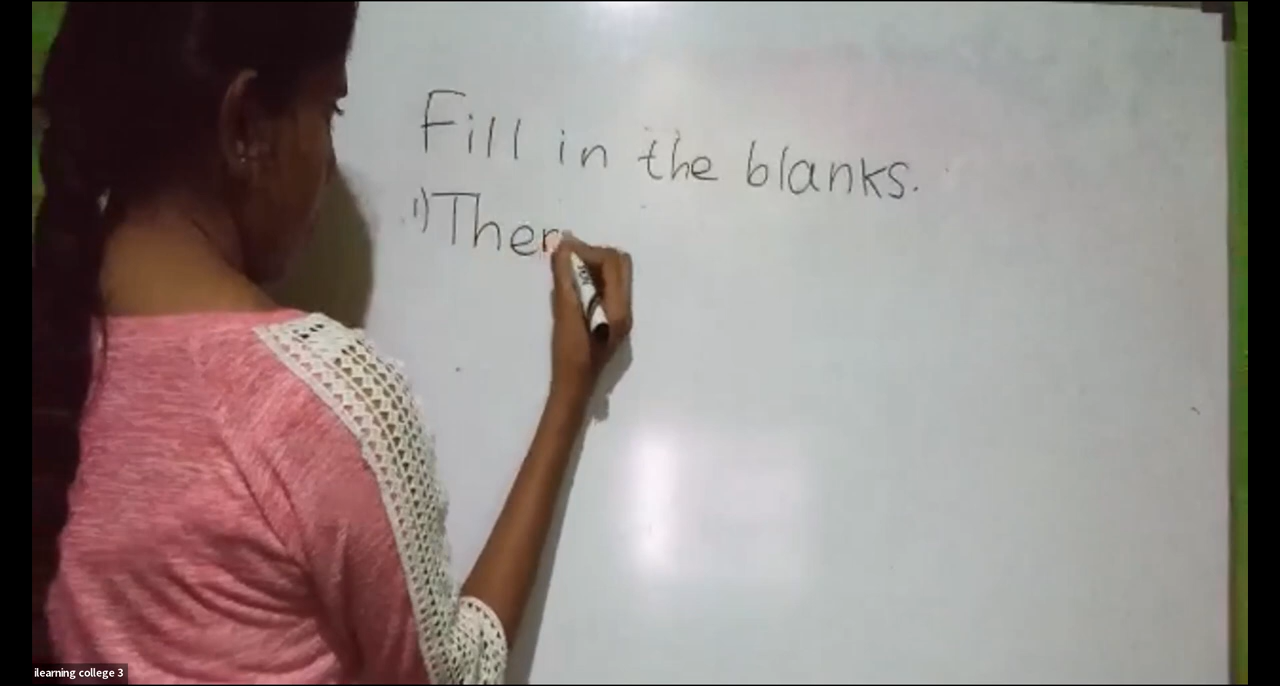 Fill in the blanks.
1) Ther
ilearning college 3